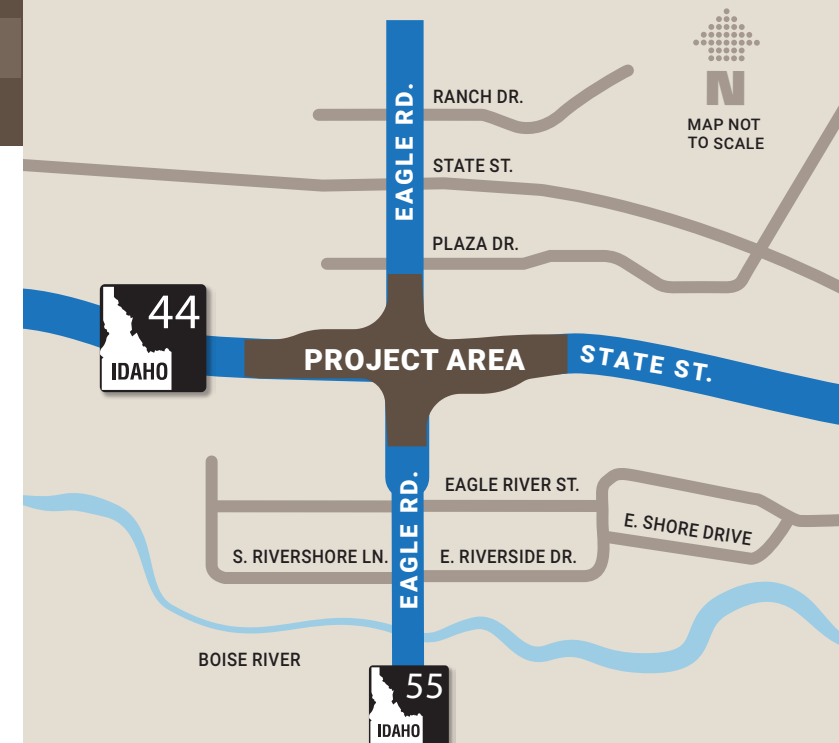 N
MAP NOT
TO SCALE
RANCH DR.
EAGLE RD.
STATE ST.
PLAZA DR.
44
IDAHO
PROJECT AREA
STATE ST.
EAGLE RIVER ST.
EAGLE RD.
E. SHORE DRIVE
S. RIVERSHORE LN.
E. RIVERSIDE DR.
BOISE RIVER
55
IDAHO